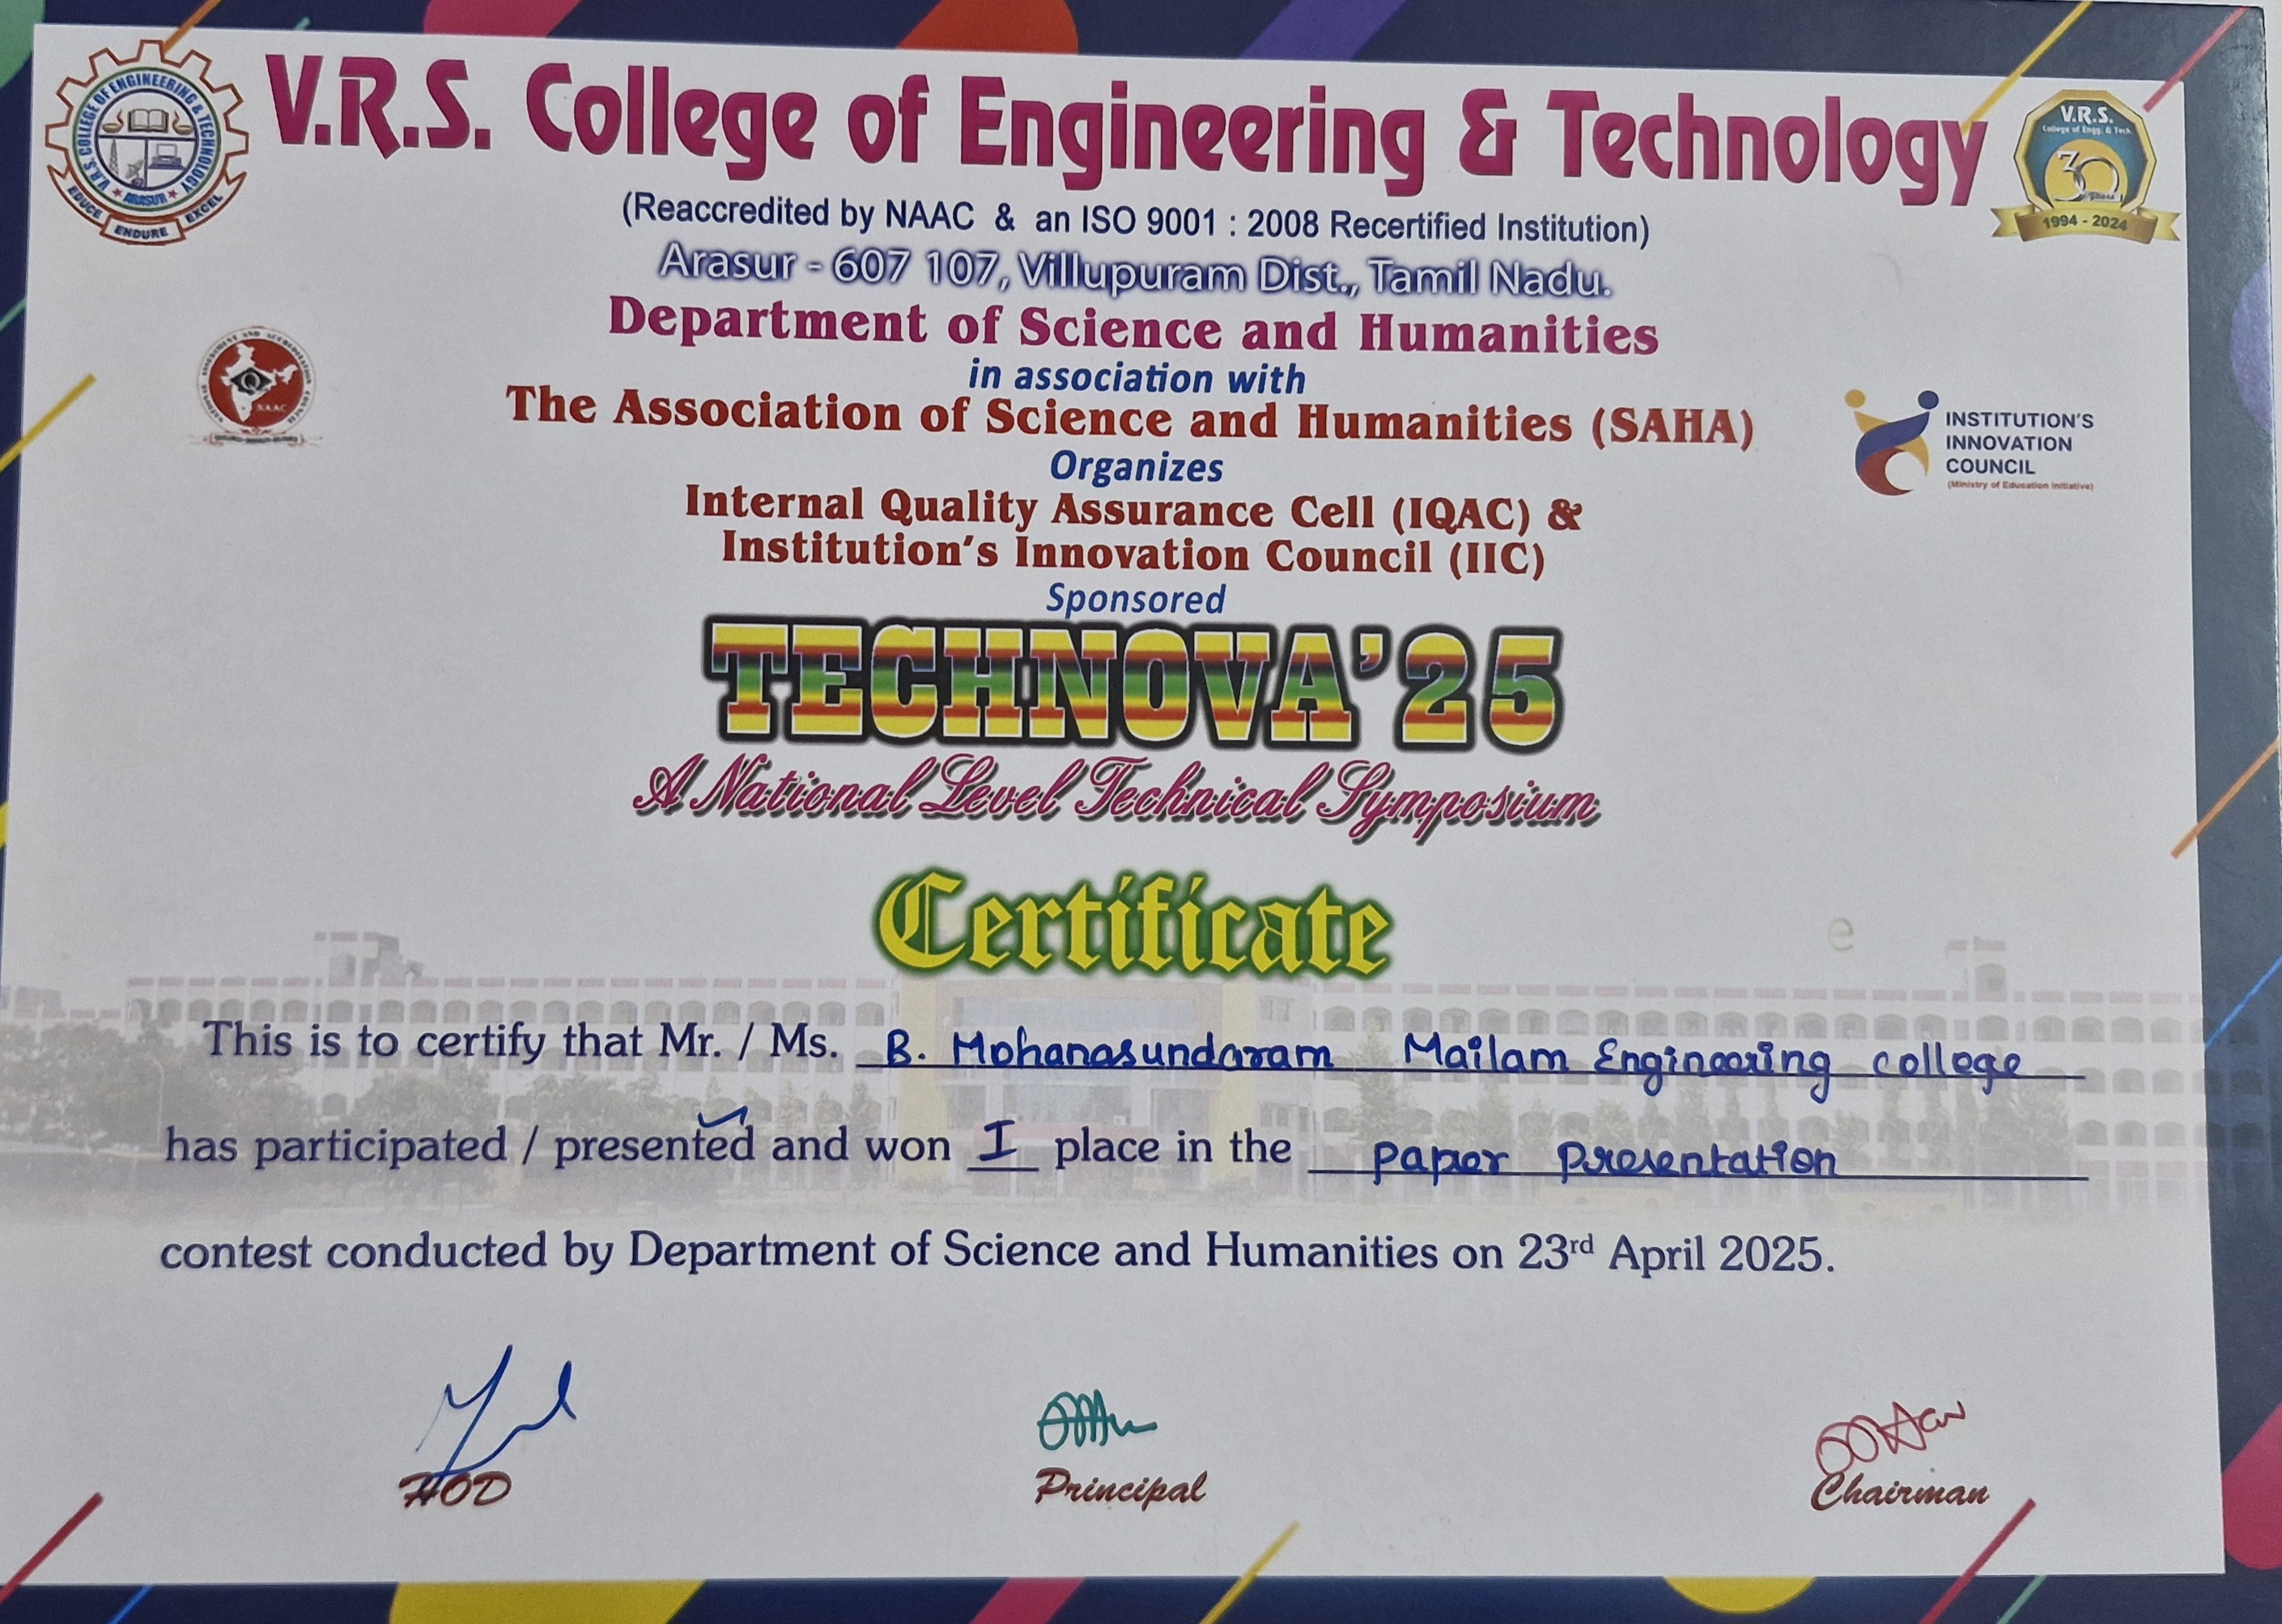 V.R.S. College of Engineering & Technology
V.R.S. COLLEGE OF ENGINEERING & TECHNOLOGY
ARASUR
EDUCE ENDURE EXCEL
V.R.S.
College of Engg. & Tech.
30
1994 - 2024
(Reaccredited by NAAC & an ISO 9001 : 2008 Recertified Institution)
Arasur - 607 107, Villupuram Dist., Tamil Nadu.
Department of Science and Humanities
in association with
The Association of Science and Humanities (SAHA)
NAAC
INSTITUTION'S
INNOVATION
COUNCIL
(Ministry of Education Initiative)
Organizes
Internal Quality Assurance Cell (IQAC) &
Institution's Innovation Council (IIC)
Sponsored
TECHNOVA'25
A National Level Technical Symposium
Certificate
This is to certify that Mr. / Ms. B. Mohanasundaram Mailam Engineering college
has participated / presented and won I place in the paper presentation
contest conducted by Department of Science and Humanities on 23rd April 2025.
HOD
Principal
Chairman